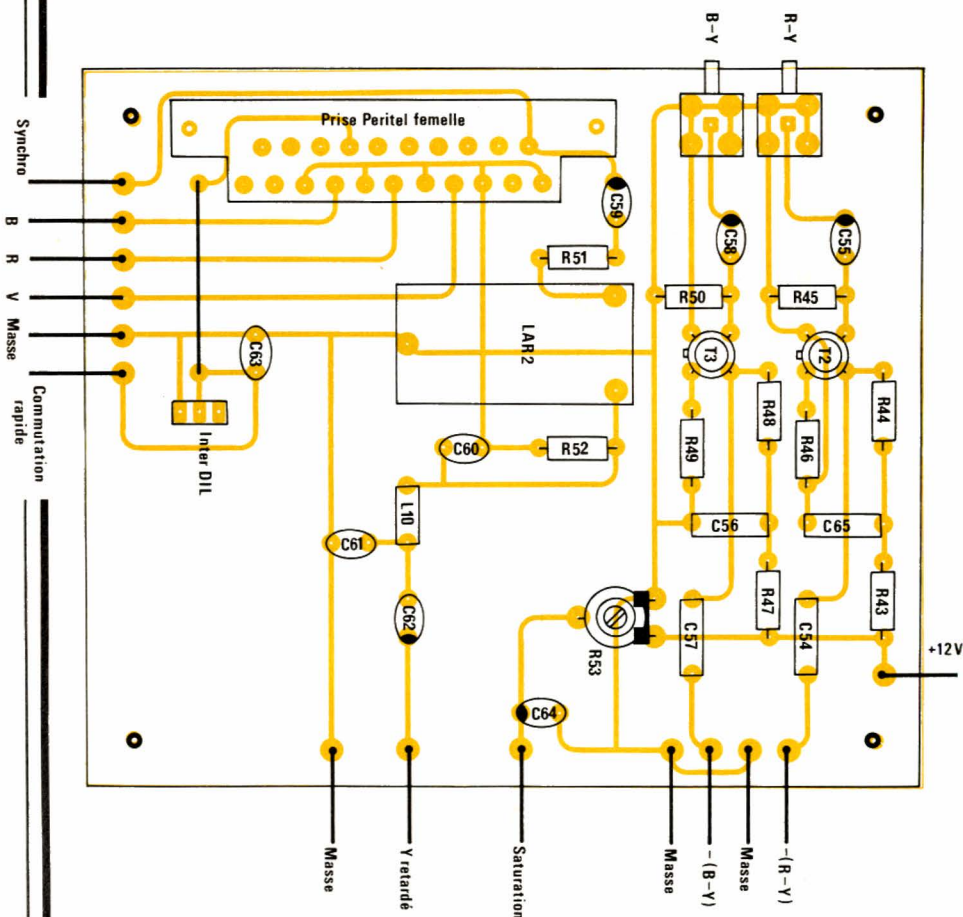 B-Y
R-Y
Prise Peritel femelle
Synchro
B
R
V
Masse
Commutation
rapide
C59
C58
C55
R51
R50
R45
LAR2
T3
T2
C63
Inter DIL
R48
R44
R49
R46
C60
R52
L10
C56
C65
C61
C62
R47
R43
R53
C57
C54
+12V
C64
Masse
Y retardé
Saturation
Masse
-(B-Y)
Masse
-(R-Y)